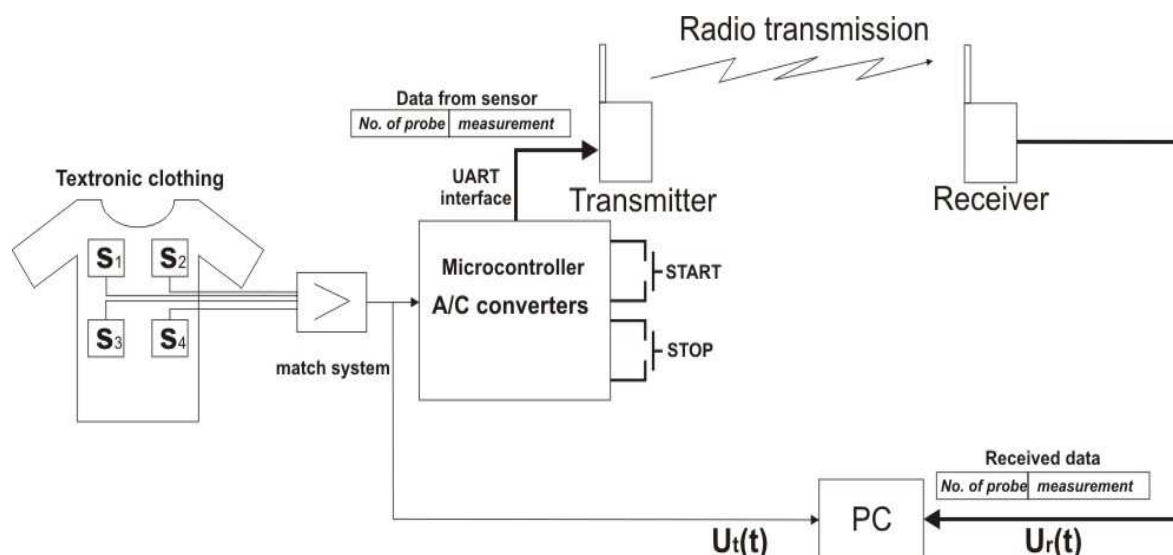 Radio transmission
Data from sensor
No. of probe measurement
UART
interface
Transmitter
Receiver
Textronic clothing
S1
S2
S3
S4
match system
Microcontroller
A/C converters
START
STOP
Received data
No. of probe measurement
PC
Ut(t)
Ur(t)